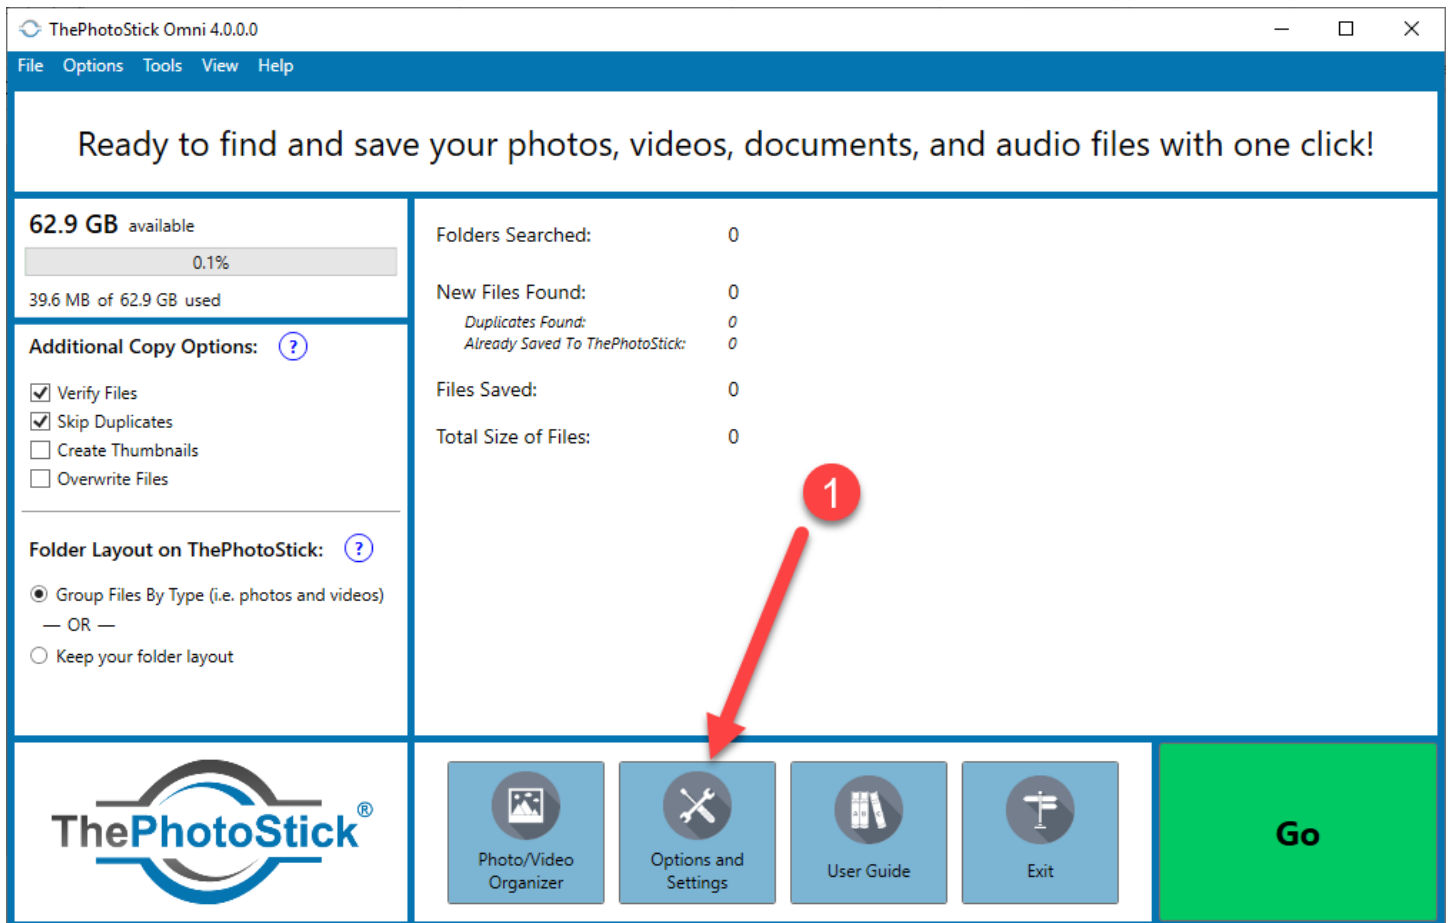 ThePhotoStick Omni 4.0.0.0
File Options Tools View Help
Ready to find and save your photos, videos, documents, and audio files with one click!
62.9 GB available
0.1%
39.6 MB of 62.9 GB used
Additional Copy Options: ?
Verify Files
Skip Duplicates
Create Thumbnails
Overwrite Files
Folder Layout on ThePhotoStick: ?
Group Files By Type (i.e. photos and videos)
— OR —
Keep your folder layout
Folders Searched: 0
New Files Found: 0
Duplicates Found: 0
Already Saved To ThePhotoStick: 0
Files Saved: 0
Total Size of Files: 0
1
ThePhotoStick®
Photo/Video
Organizer
Options and
Settings
A B C
User Guide
Exit
Go